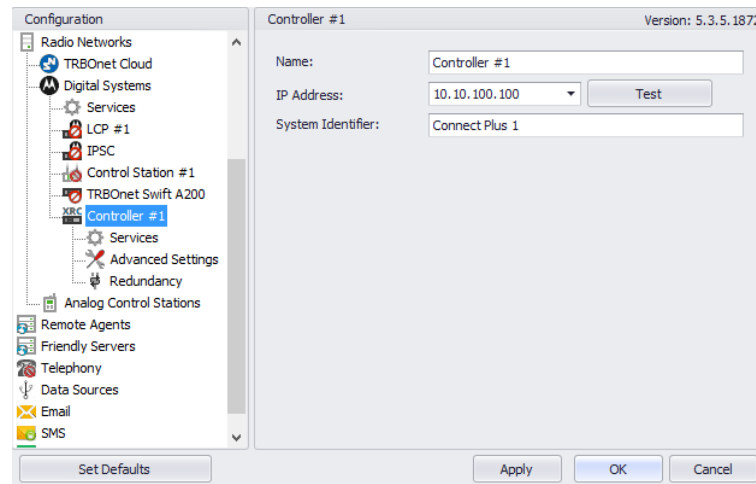 Configuration
Radio Networks
TRBOnet Cloud
Digital Systems
Services
LCP #1
IPSC
Control Station #1
TRBOnet Swift A200
XRC Controller #1
Services
Advanced Settings
Redundancy
Analog Control Stations
Remote Agents
Friendly Servers
Telephony
Data Sources
Email
SMS
Set Defaults
Controller #1 Version: 5.3.5.1872
Name: Controller #1
IP Address: 10.10.100.100 Test
System Identifier: Connect Plus 1
Apply OK Cancel